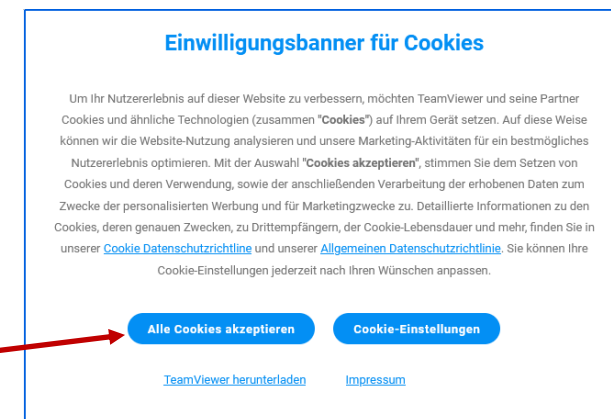 Einwilligungsbanner für Cookies
Um Ihr Nutzererlebnis auf dieser Website zu verbessern, möchten TeamViewer und seine Partner
Cookies und ähnliche Technologien (zusammen "Cookies") auf Ihrem Gerät setzen. Auf diese Weise
können wir die Website-Nutzung analysieren und unsere Marketing-Aktivitäten für ein bestmögliches
Nutzererlebnis optimieren. Mit der Auswahl "Cookies akzeptieren", stimmen Sie dem Setzen von
Cookies und deren Verwendung, sowie der anschließenden Verarbeitung der erhobenen Daten zum
Zwecke der personalisierten Werbung und für Marketingzwecke zu. Detaillierte Informationen zu den
Cookies, deren genauen Zwecken, zu Drittempfängern, der Cookie-Lebensdauer und mehr, finden Sie in
unserer Cookie Datenschutzrichtline und unserer Allgemeinen Datenschutzrichtlinie. Sie können Ihre
Cookie-Einstellungen jederzeit nach Ihren Wünschen anpassen.
Alle Cookies akzeptieren Cookie-Einstellungen
TeamViewer herunterladen Impressum